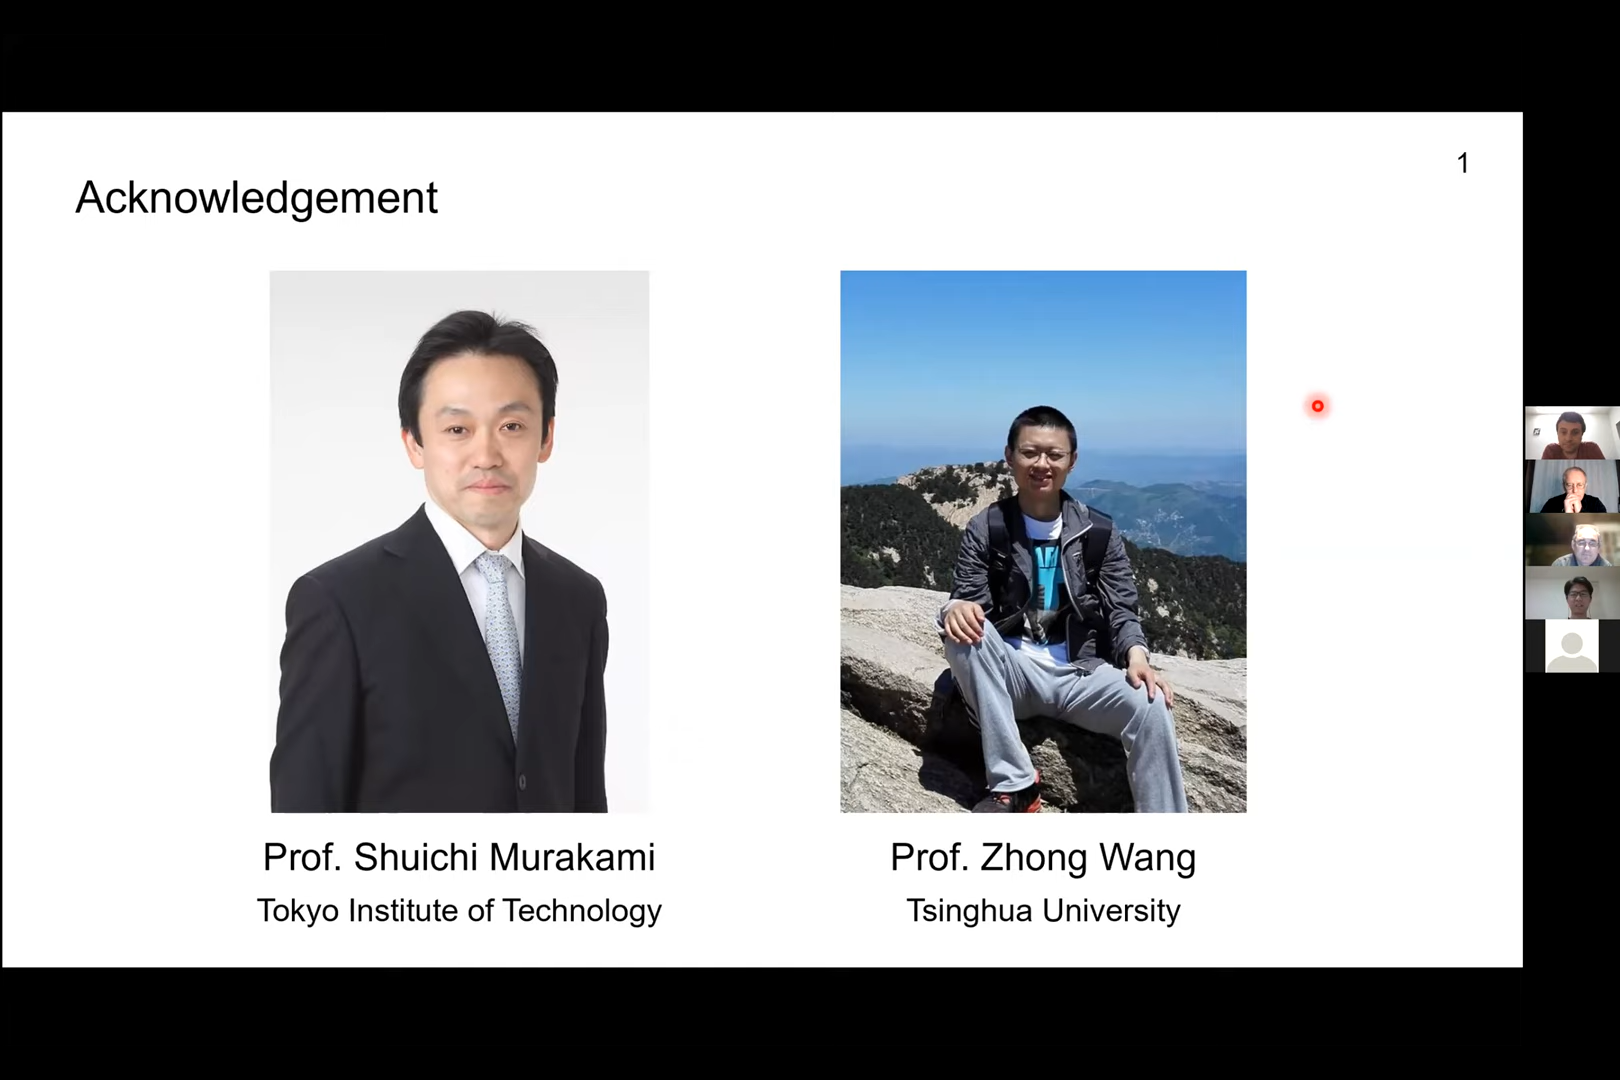 1
Acknowledgement
Prof. Shuichi Murakami
Tokyo Institute of Technology
Prof. Zhong Wang
Tsinghua University